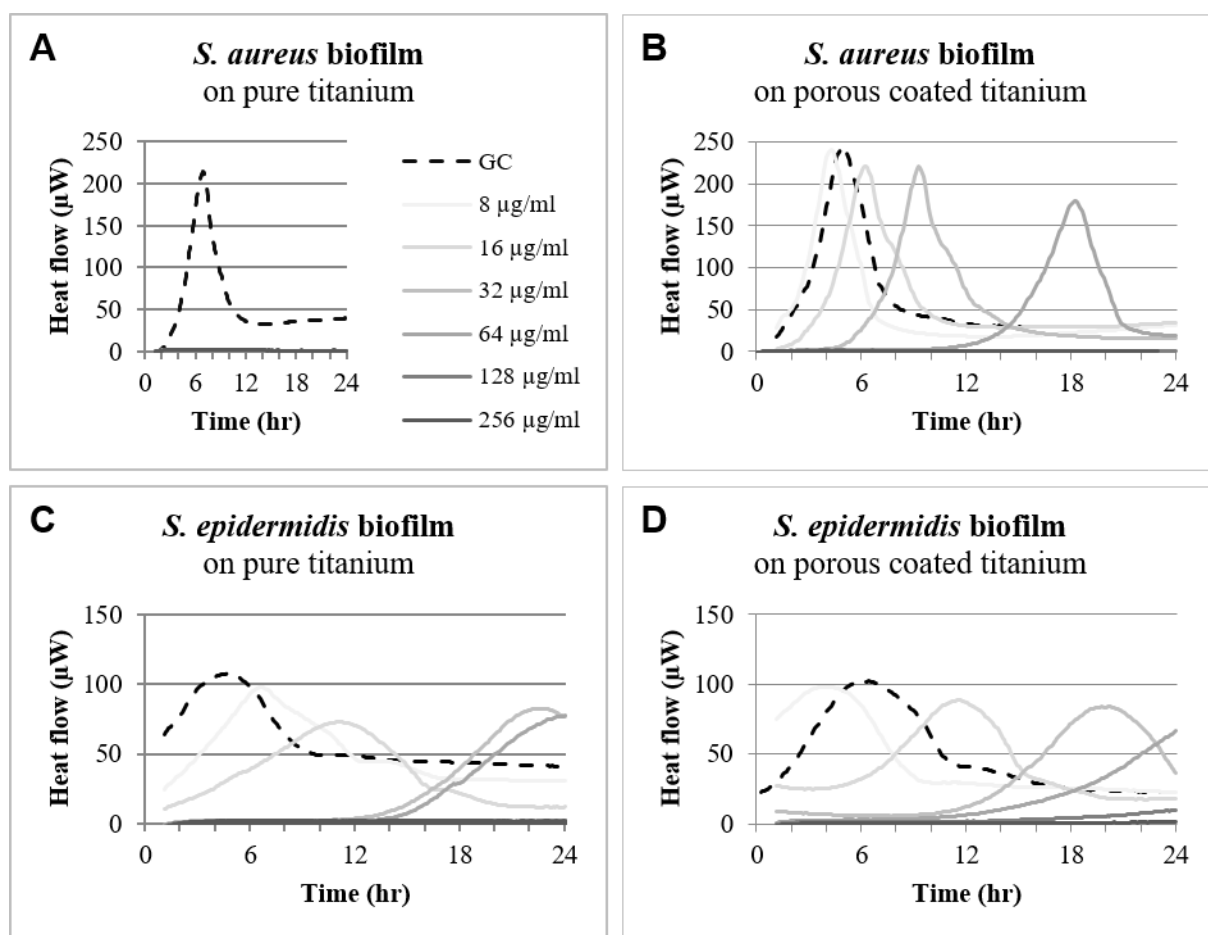 A
S. aureus biofilm
on pure titanium
250
200
150
100
50
0
Heat flow (µW)
0 6 12 18 24
Time (hr)
GC
8 µg/ml
16 µg/ml
32 µg/ml
64 µg/ml
128 µg/ml
256 µg/ml
B
S. aureus biofilm
on porous coated titanium
250
200
150
100
50
0
Heat flow (µW)
0 6 12 18 24
Time (hr)
C
S. epidermidis biofilm
on pure titanium
150
100
50
0
Heat flow (µW)
0 6 12 18 24
Time (hr)
D
S. epidermidis biofilm
on porous coated titanium
150
100
50
0
Heat flow (µW)
0 6 12 18 24
Time (hr)